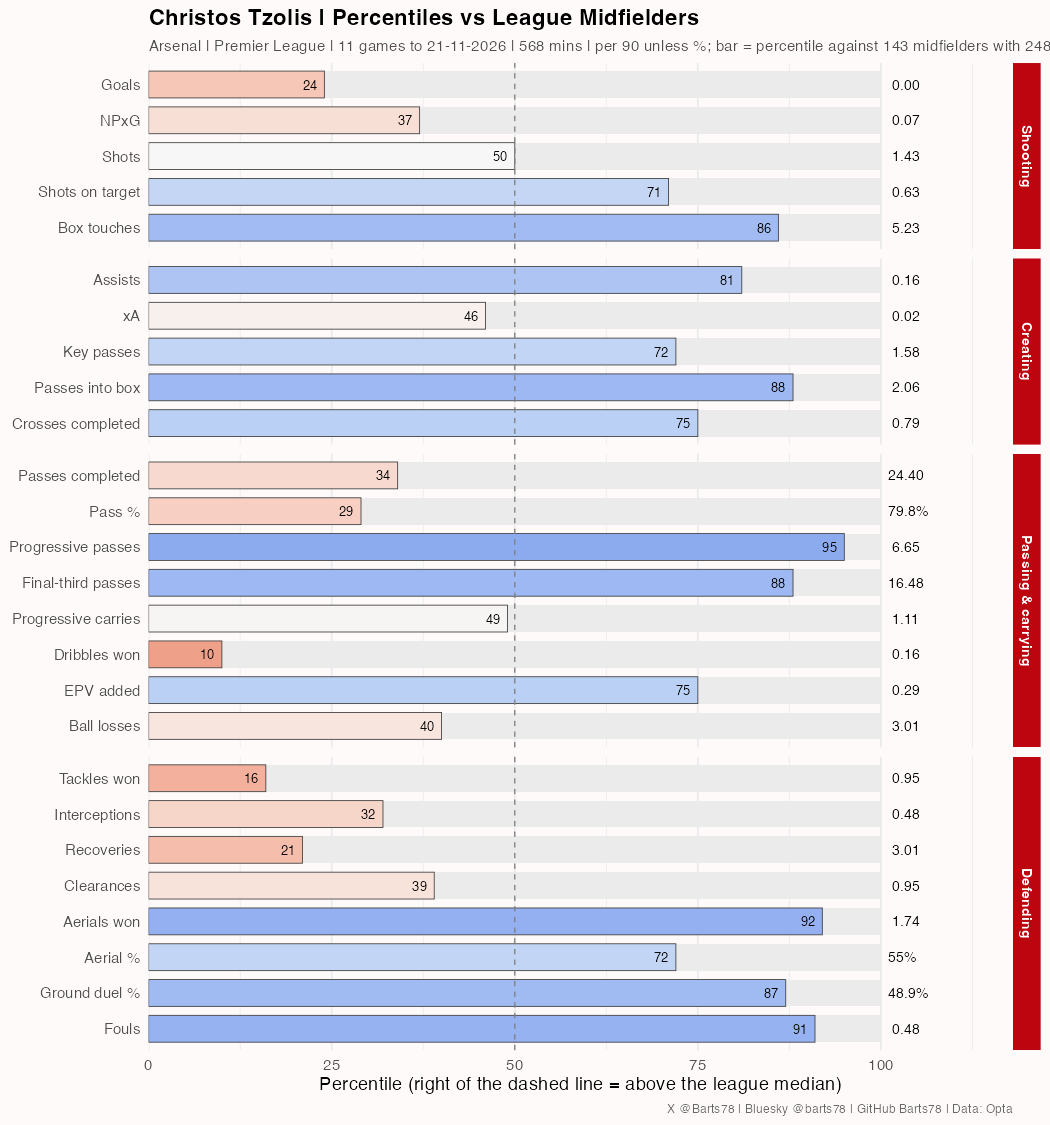 Christos Tzolis | Percentiles vs League Midfielders
Arsenal | Premier League | 11 games to 21-11-2026 | 568 mins | per 90 unless %; bar = percentile against 143 midfielders with 248
Shooting
Goals 24 0.00
NPxG 37 0.07
Shots 50 1.43
Shots on target 71 0.63
Box touches 86 5.23
Creating
Assists 81 0.16
xA 46 0.02
Key passes 72 1.58
Passes into box 88 2.06
Crosses completed 75 0.79
Passing & carrying
Passes completed 34 24.40
Pass % 29 79.8%
Progressive passes 95 6.65
Final-third passes 88 16.48
Progressive carries 49 1.11
Dribbles won 10 0.16
EPV added 75 0.29
Ball losses 40 3.01
Defending
Tackles won 16 0.95
Interceptions 32 0.48
Recoveries 21 3.01
Clearances 39 0.95
Aerials won 92 1.74
Aerial % 72 55%
Ground duel % 87 48.9%
Fouls 91 0.48
0 25 50 75 100
Percentile (right of the dashed line = above the league median)
X @Barts78 | Bluesky @barts78 | GitHub Barts78 | Data: Opta